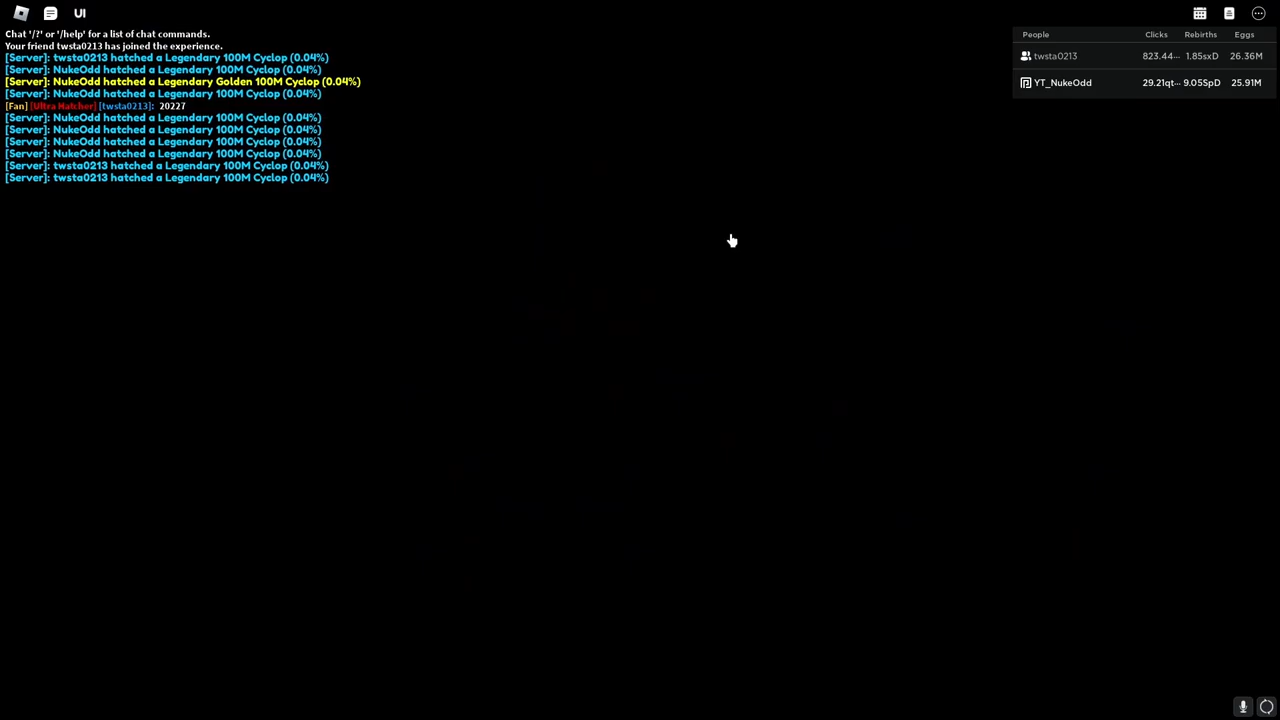 UI
Chat '/?' or '/help' for a list of chat commands.
Your friend twsta0213 has joined the experience.
[Server]: twsta0213 hatched a Legendary 100M Cyclop (0.04%)
[Server]: NukeOdd hatched a Legendary 100M Cyclop (0.04%)
[Server]: NukeOdd hatched a Legendary Golden 100M Cyclop (0.04%)
[Server]: NukeOdd hatched a Legendary 100M Cyclop (0.04%)
[Fan] [Ultra Hatcher] [twsta0213]: 20227
[Server]: NukeOdd hatched a Legendary 100M Cyclop (0.04%)
[Server]: NukeOdd hatched a Legendary 100M Cyclop (0.04%)
[Server]: NukeOdd hatched a Legendary 100M Cyclop (0.04%)
[Server]: NukeOdd hatched a Legendary 100M Cyclop (0.04%)
[Server]: twsta0213 hatched a Legendary 100M Cyclop (0.04%)
[Server]: twsta0213 hatched a Legendary 100M Cyclop (0.04%)
People Clicks Rebirths Eggs
twsta0213 823.44... 1.85sxD 26.36M
YT_NukeOdd 29.21qt... 9.05SpD 25.91M